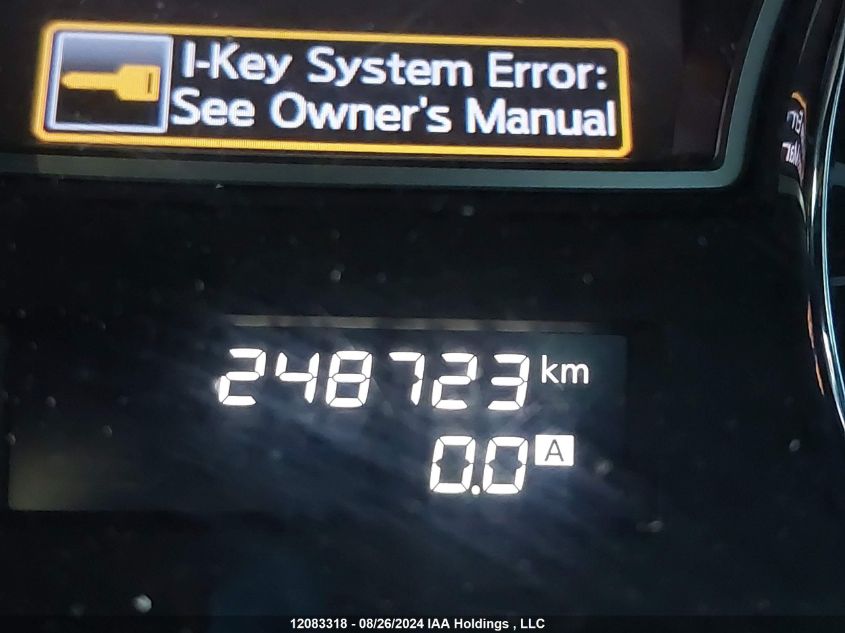 I-Key System Error:
See Owner's Manual
248723 km
0.0 A
12083318 - 08/26/2024 IAA Holdings , LLC